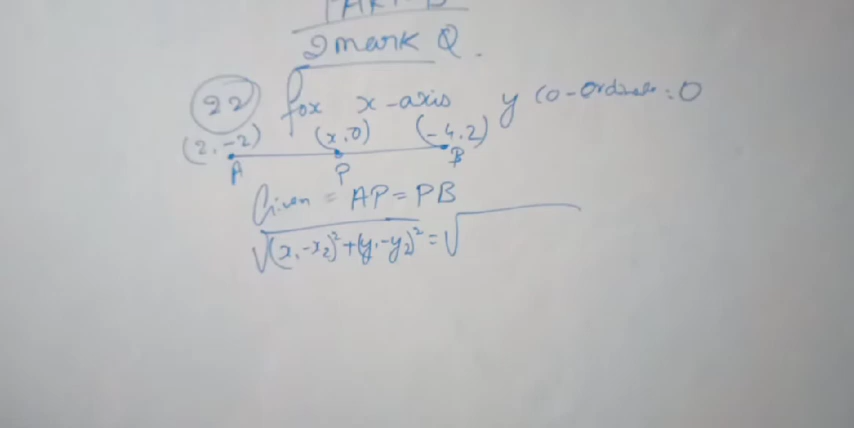 2 mark Q.
22 for x-axis y co-ordinate : 0
(2,-2) (x,0) (-4,2)
A P B
Given = AP = PB
√(x₁-x₂)²+(y₁-y₂)² = √